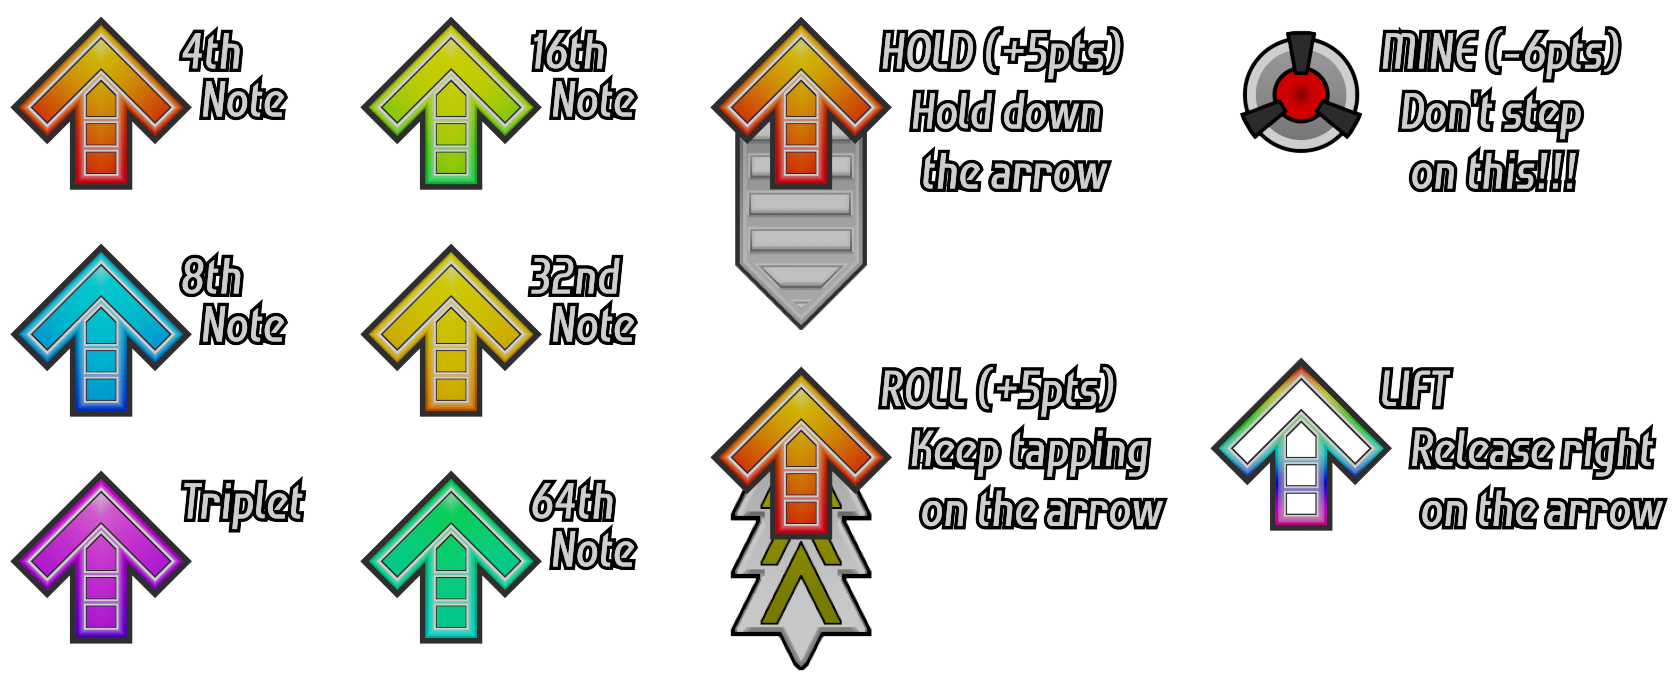 4th
Note
16th
Note
HOLD (+5pts)
Hold down
the arrow
MINE (-6pts)
Don't step
on this!!!
8th
Note
32nd
Note
ROLL (+5pts)
Keep tapping
on the arrow
LIFT
Release right
on the arrow
Triplet
64th
Note